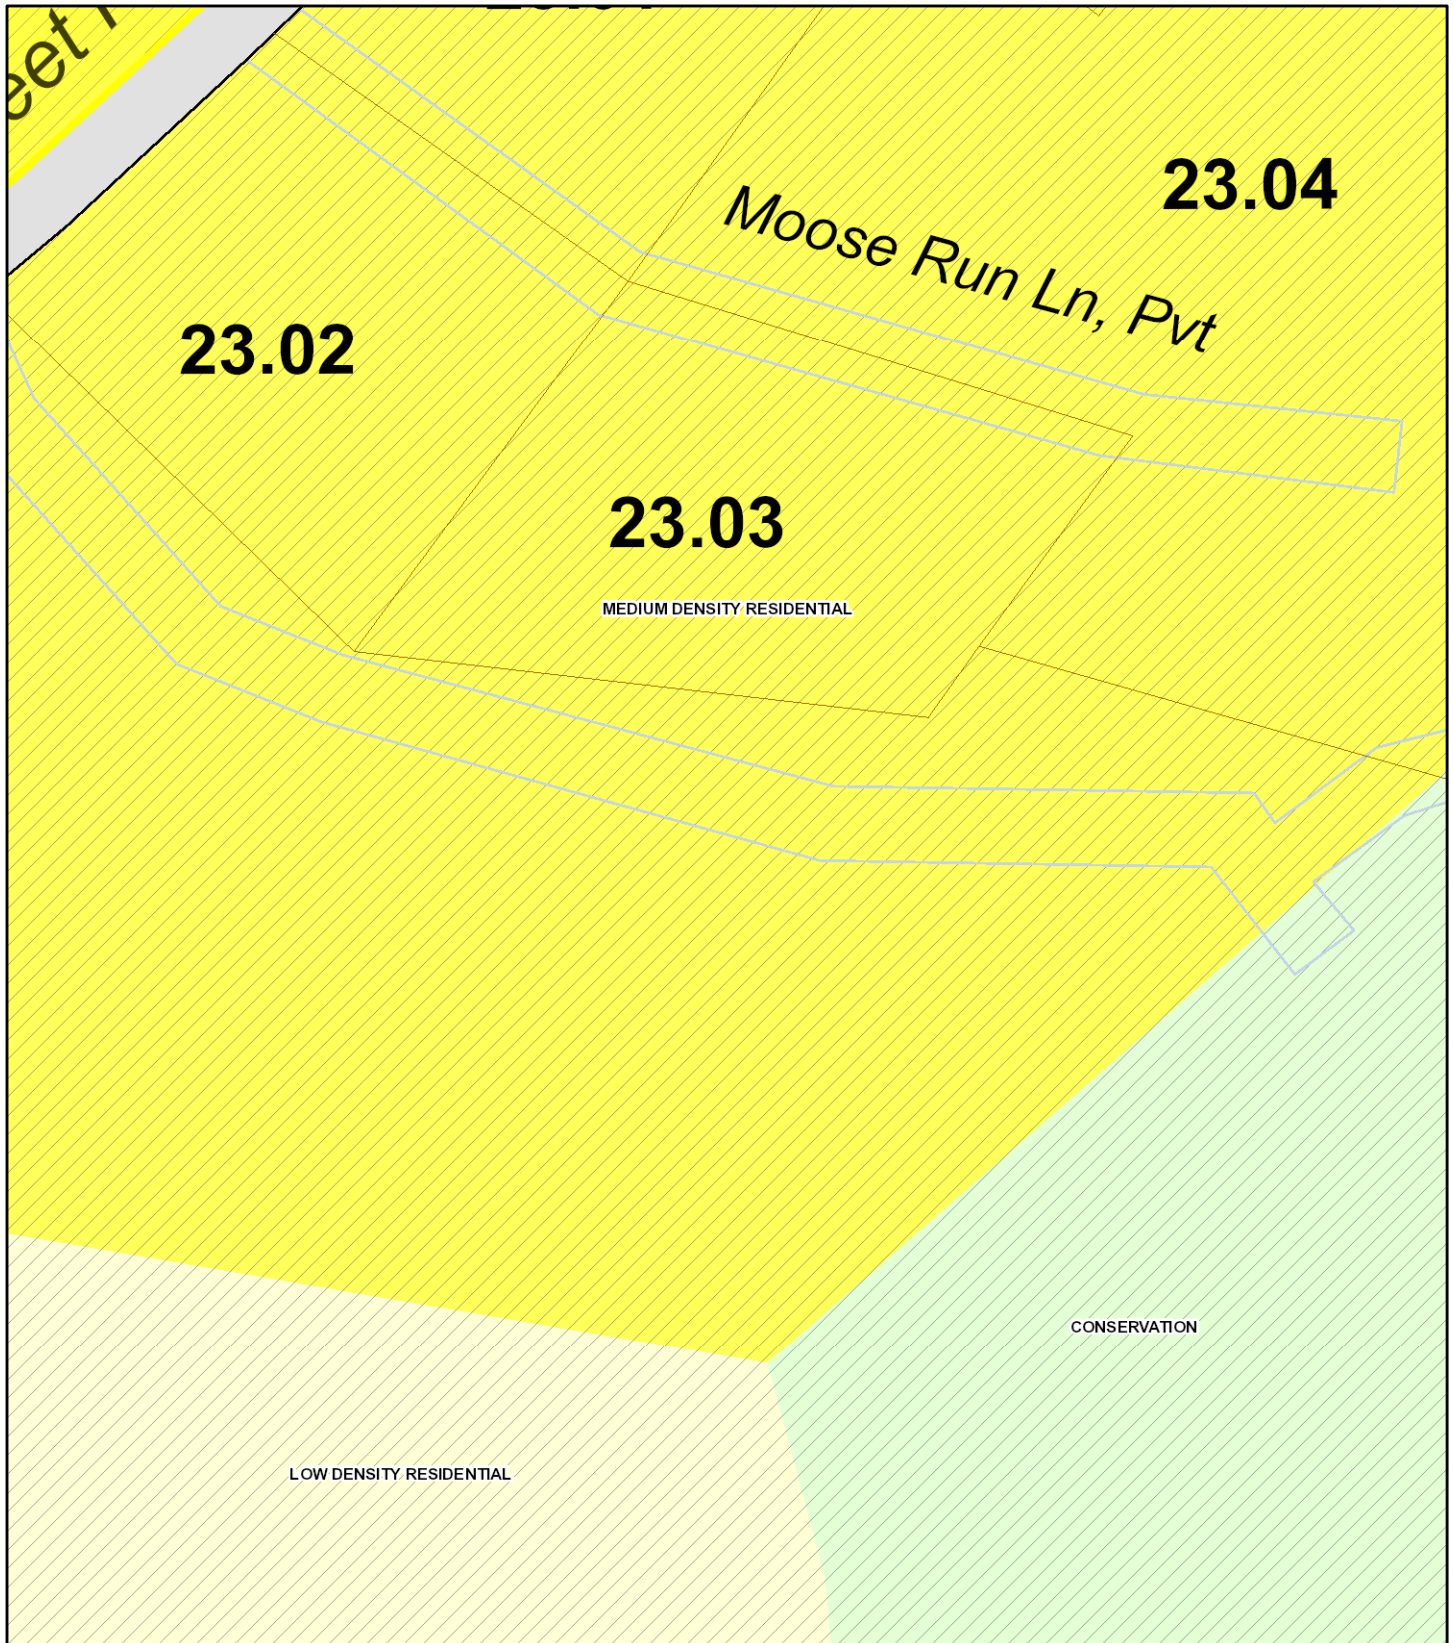 23.04
Moose Run Ln, Pvt
23.02
23.03
MEDIUM DENSITY RESIDENTIAL
CONSERVATION
LOW DENSITY RESIDENTIAL